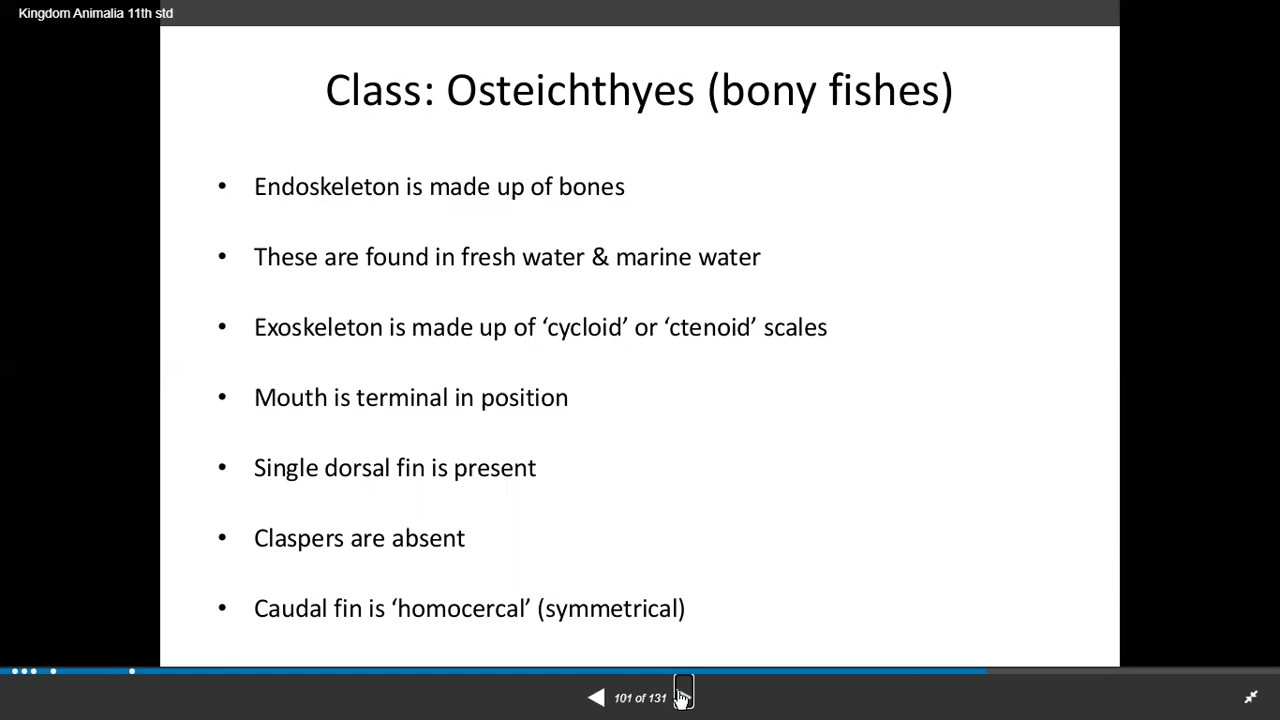 Kingdom Animalia 11th std
Class: Osteichthyes (bony fishes)
• Endoskeleton is made up of bones
• These are found in fresh water & marine water
• Exoskeleton is made up of ‘cycloid’ or ‘ctenoid’ scales
• Mouth is terminal in position
• Single dorsal fin is present
• Claspers are absent
• Caudal fin is ‘homocercal’ (symmetrical)
101 of 131